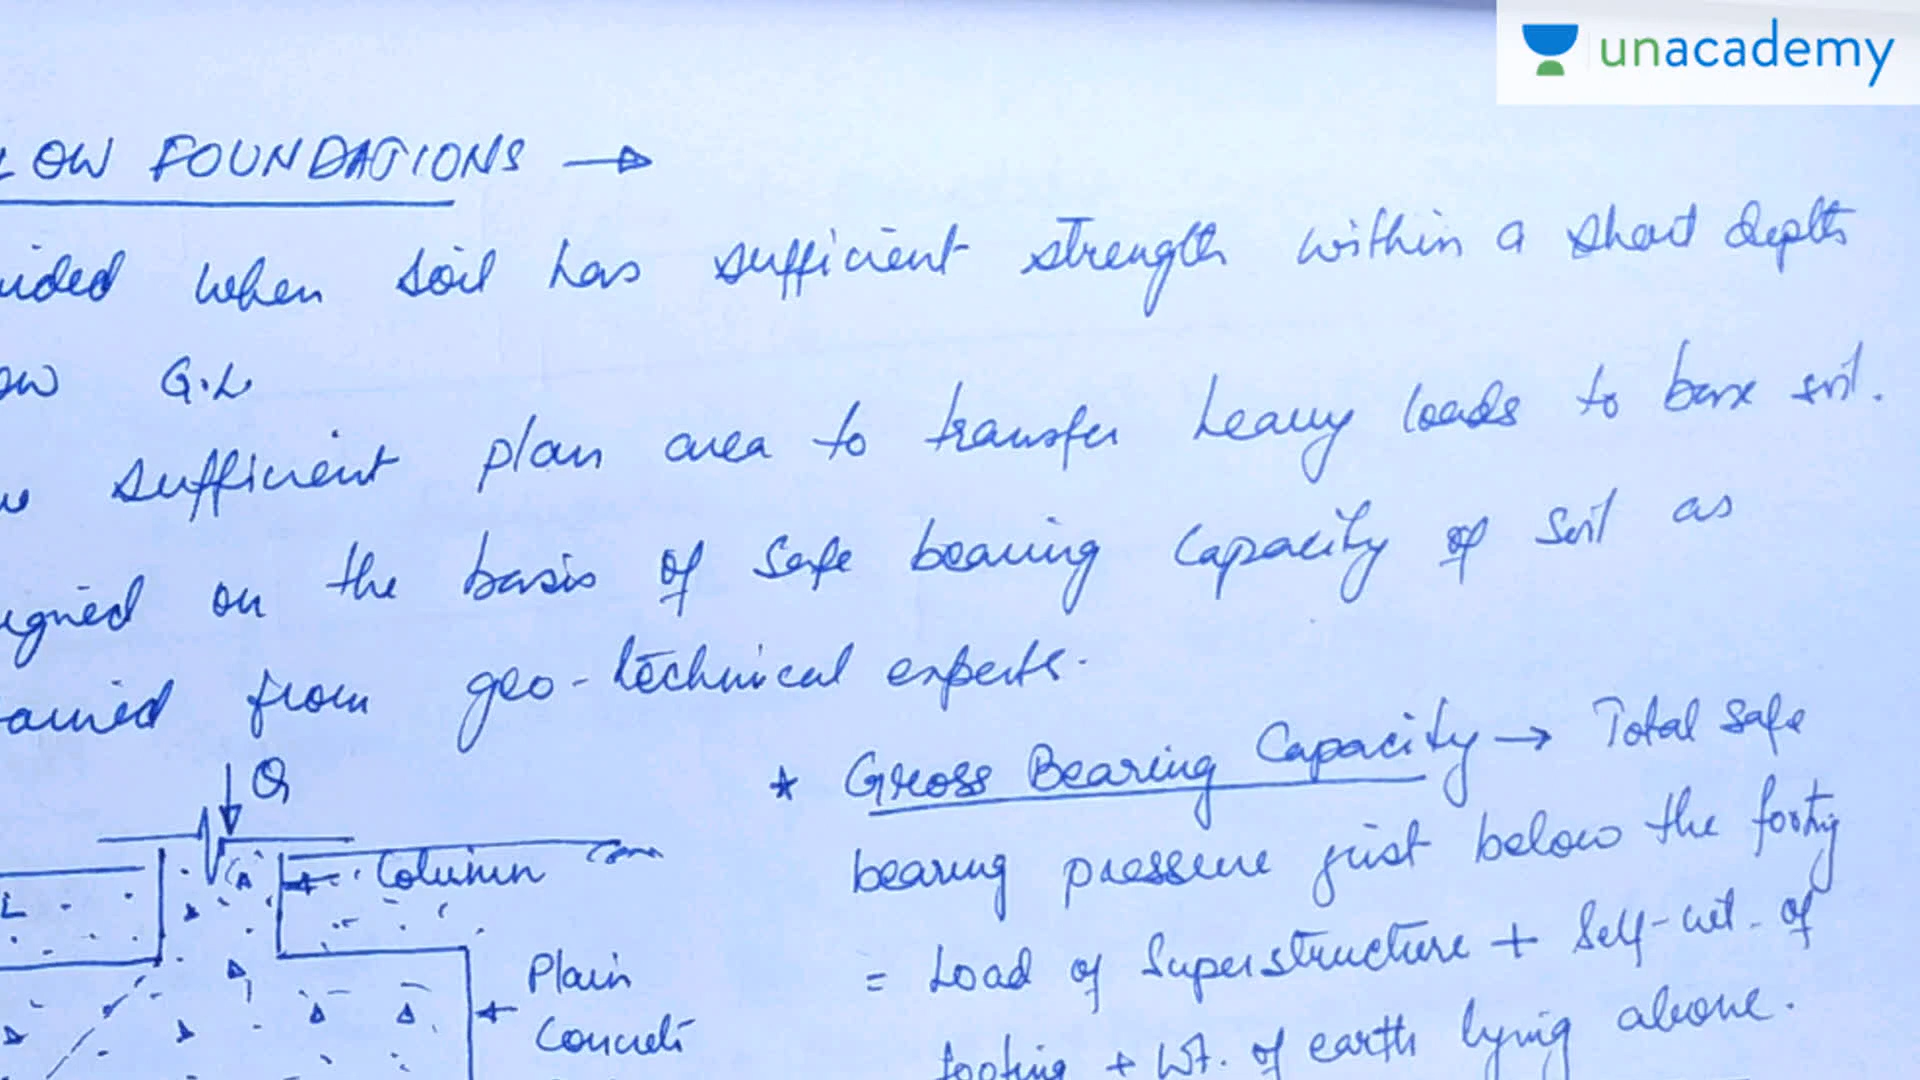 unacademy
LOW FOUNDATIONS →
vided when soil has sufficient strength within a short depth
ow G.L
sufficient plan area to transfer heavy loads to base soil.
igned on the basis of safe bearing capacity of soil as
ained from geo-technical experts.
Q
Column
Plain
Concrete
* Gross Bearing Capacity → Total safe
bearing pressure just below the footing
= Load of Superstructure + Self-wt. of
footing + wt. of earth lying above.